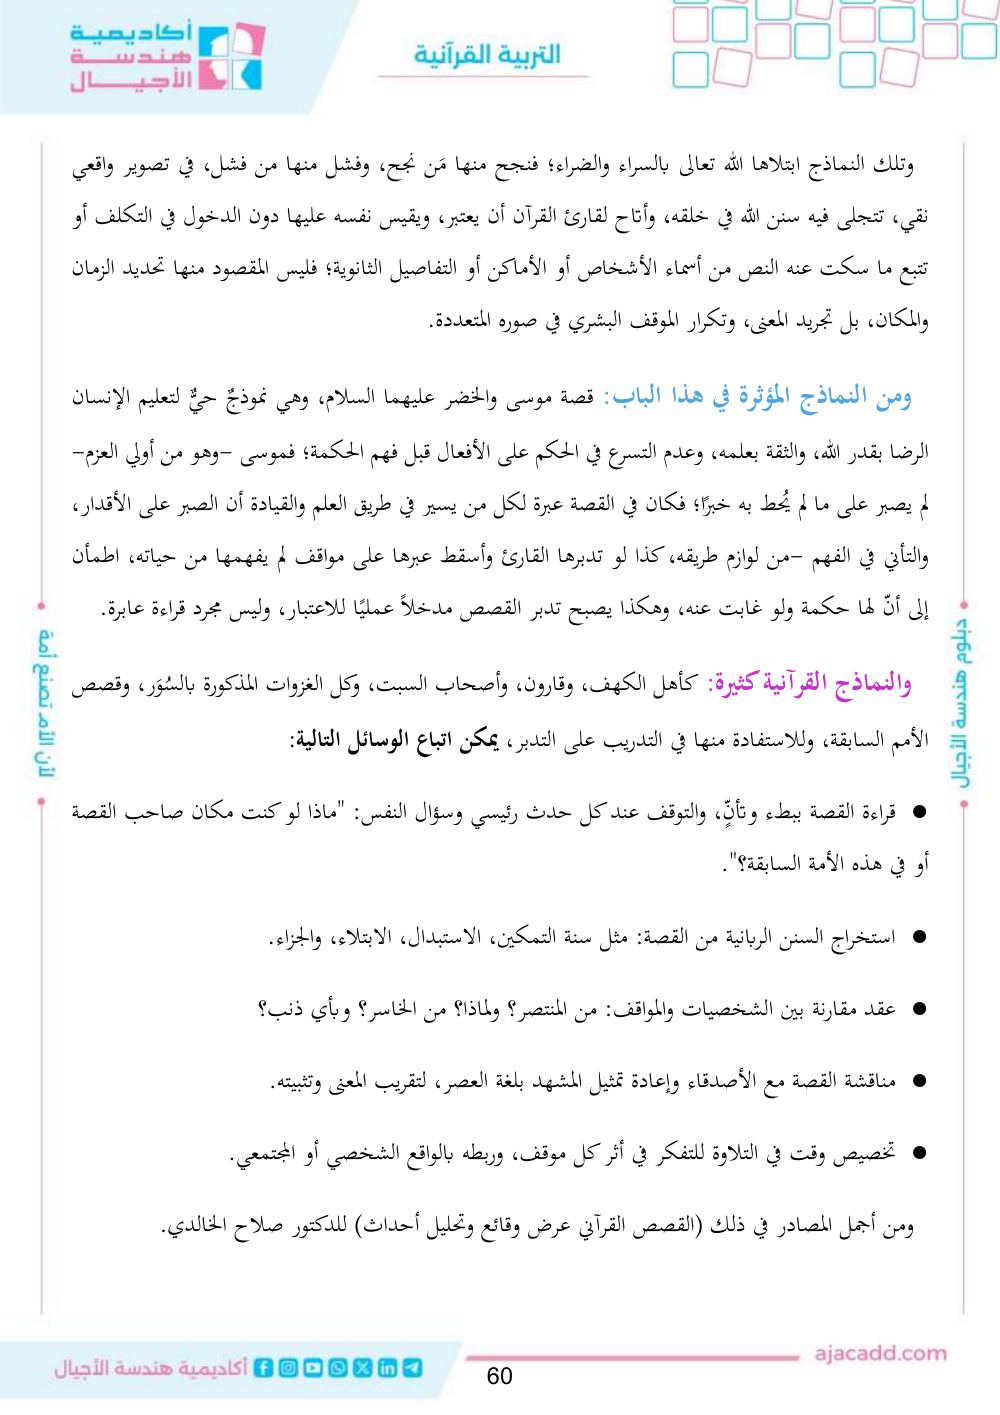 أكاديمية
هندسة
الأجيال
التربية القرآنية
وتلك النماذج ابتلاها الله تعالى بالسراء والضراء؛ فنجح منها مَن نجح، وفشل منها من فشل، في تصوير واقعي
نقي، تتجلى فيه سنن الله في خلقه، وأتاح لقارئ القرآن أن يعتبر، ويقيس نفسه عليها دون الدخول في التكلف أو
تتبع ما سكت عنه النص من أسماء الأشخاص أو الأماكن أو التفاصيل الثانوية؛ فليس المقصود منها تحديد الزمان
والمكان، بل تجريد المعنى، وتكرار الموقف البشري في صوره المتعددة.
ومن النماذج المؤثرة في هذا الباب: قصة موسى والخضر عليهما السلام، وهي نموذجٌ حيٌّ لتعليم الإنسان
الرضا بقدر الله، والثقة بعلمه، وعدم التسرع في الحكم على الأفعال قبل فهم الحكمة؛ فموسى –وهو من أولي العزم–
لم يصبر على ما لم يُحط به خبرًا؛ فكان في القصة عبرة لكل من يسير في طريق العلم والقيادة أن الصبر على الأقدار،
والتأني في الفهم –من لوازم طريقه، كذا لو تدبرها القارئ وأسقط عبرها على مواقف لم يفهمها من حياته، اطمأن
إلى أنّ لها حكمة ولو غابت عنه، وهكذا يصبح تدبر القصص مدخلاً عمليًا للاعتبار، وليس مجرد قراءة عابرة.
والنماذج القرآنية كثيرة: كأهل الكهف، وقارون، وأصحاب السبت، وكل الغزوات المذكورة بالسُوَر، وقصص
الأمم السابقة، وللاستفادة منها في التدريب على التدبر، يمكن اتباع الوسائل التالية:
● قراءة القصة ببطء وتأنٍّ، والتوقف عند كل حدث رئيسي وسؤال النفس: "ماذا لو كنت مكان صاحب القصة
أو في هذه الأمة السابقة؟".
● استخراج السنن الربانية من القصة: مثل سنة التمكين، الاستبدال، الابتلاء، والجزاء.
● عقد مقارنة بين الشخصيات والمواقف: من المنتصر؟ ولماذا؟ من الخاسر؟ وبأي ذنب؟
● مناقشة القصة مع الأصدقاء وإعادة تمثيل المشهد بلغة العصر، لتقريب المعنى وتثبيته.
● تخصيص وقت في التلاوة للتفكر في أثر كل موقف، وربطه بالواقع الشخصي أو المجتمعي.
ومن أجمل المصادر في ذلك (القصص القرآني عرض وقائع وتحليل أحداث) للدكتور صلاح الخالدي.
دبلوم هندسة الأجيال
لأن الأم تصنع أمة
ajacadd.com
60
أكاديمية هندسة الأجيال